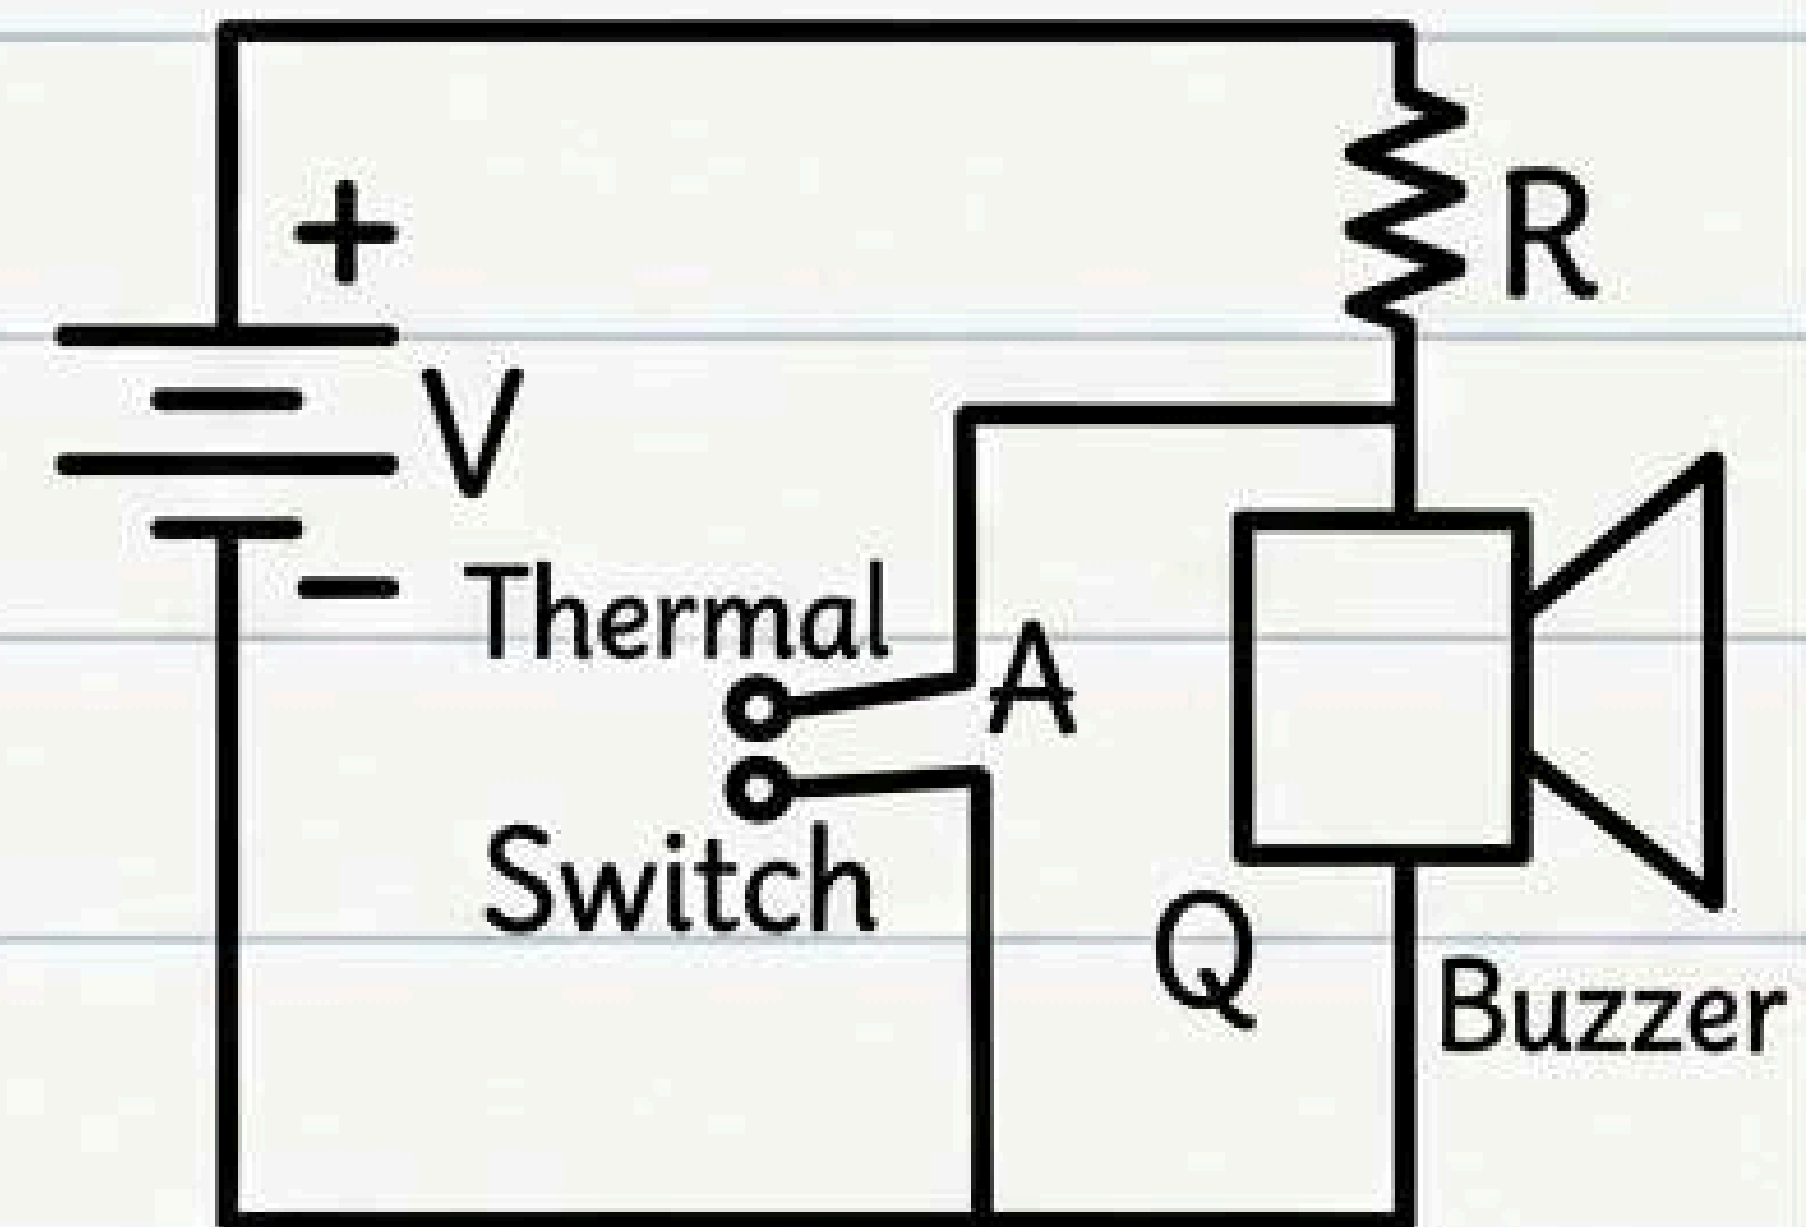 +
R
V
-
Thermal
A
Switch
Q
Buzzer